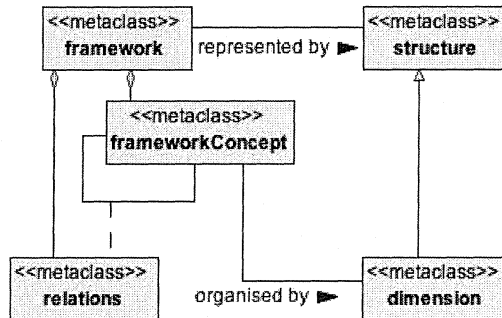 <<metaclass>>
framework
represented by ►
<<metaclass>>
structure
<<metaclass>>
frameworkConcept
<<metaclass>>
relations
organised by ►
<<metaclass>>
dimension